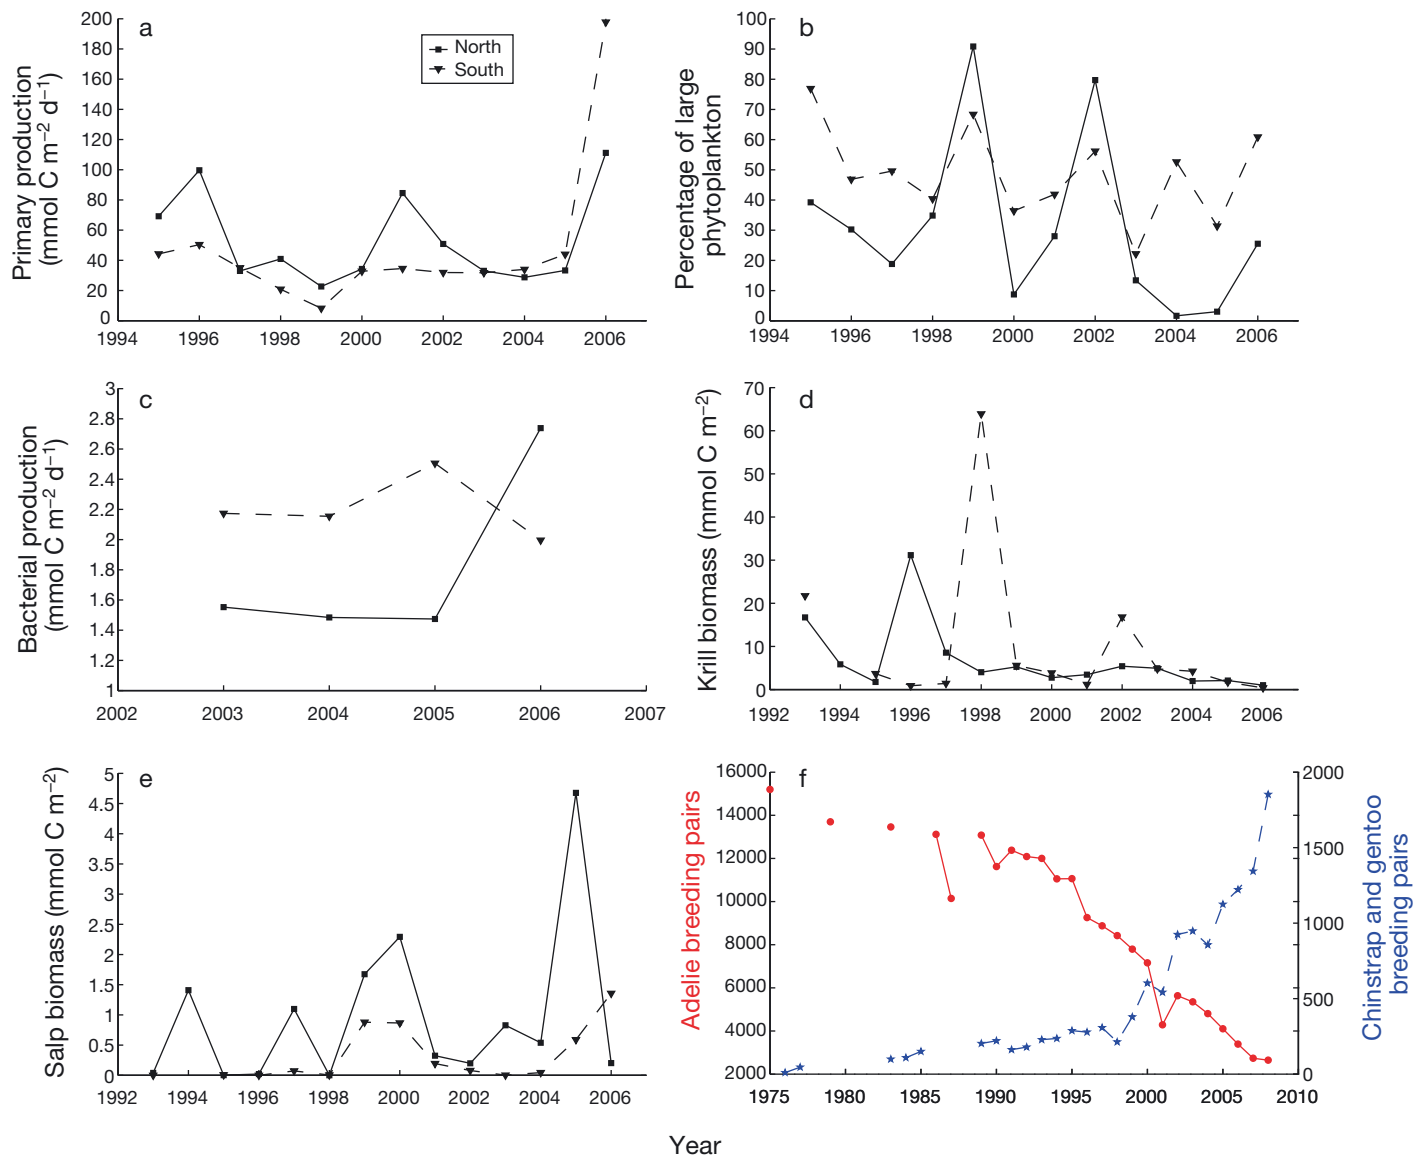 a
North
South
Primary production
(mmol C m⁻² d⁻¹)
200
180
160
140
120
100
80
60
40
20
0
1994 1996 1998 2000 2002 2004 2006
b
Percentage of large
phytoplankton
100
90
80
70
60
50
40
30
20
10
0
1994 1996 1998 2000 2002 2004 2006
c
Bacterial production
(mmol C m⁻² d⁻¹)
3
2.8
2.6
2.4
2.2
2
1.8
1.6
1.4
1.2
1
2002 2003 2004 2005 2006 2007
d
Krill biomass (mmol C m⁻²)
70
60
50
40
30
20
10
0
1992 1994 1996 1998 2000 2002 2004 2006
e
Salp biomass (mmol C m⁻²)
5
4.5
4
3.5
3
2.5
2
1.5
1
0.5
0
1992 1994 1996 1998 2000 2002 2004 2006
f
Adelie breeding pairs
16000
14000
12000
10000
8000
6000
4000
2000
1975 1980 1985 1990 1995 2000 2005 2010
2000
1500
1000
500
0
Chinstrap and gentoo
breeding pairs
Year